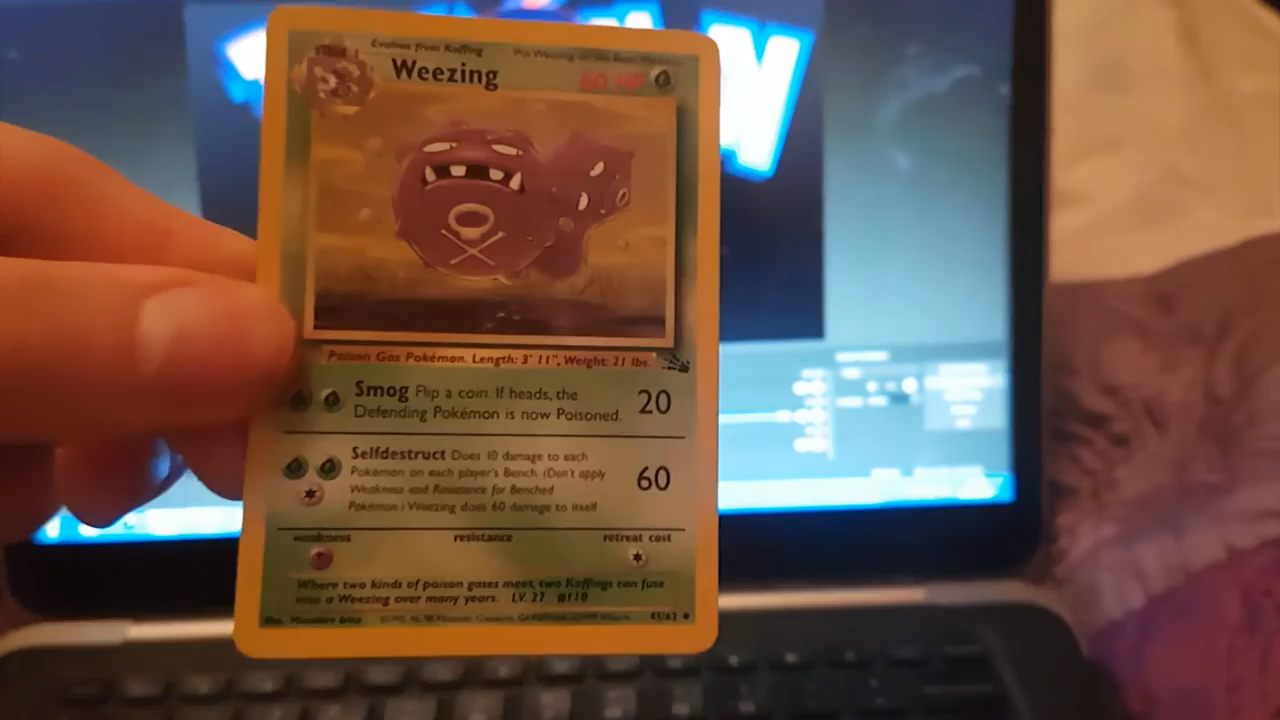 STAGE 1
Evolves from Koffing
Weezing
60 HP
Poison Gas Pokémon. Length: 3' 11", Weight: 21 lbs.
Smog Flip a coin. If heads, the
Defending Pokémon is now Poisoned.
20
Selfdestruct Does 10 damage to each
Pokémon on each player's Bench. (Don't apply
Weakness and Resistance for Benched
Pokémon.) Weezing does 60 damage to itself
60
weakness resistance retreat cost
Where two kinds of poison gases meet, two Koffings can fuse
into a Weezing over many years. LV. 27 #110
45/62